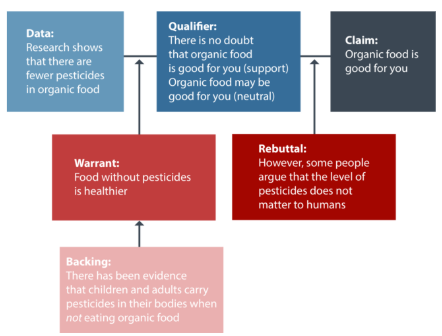 Data:
Research shows
that there are
fewer pesticides
in organic food
Qualifier:
There is no doubt
that organic food
is good for you (support)
Organic food may be
good for you (neutral)
Claim:
Organic food is
good for you
Warrant:
Food without pesticides
is healthier
Rebuttal:
However, some people
argue that the level of
pesticides does not
matter to humans
Backing:
There has been evidence
that children and adults carry
pesticides in their bodies when
not eating organic food